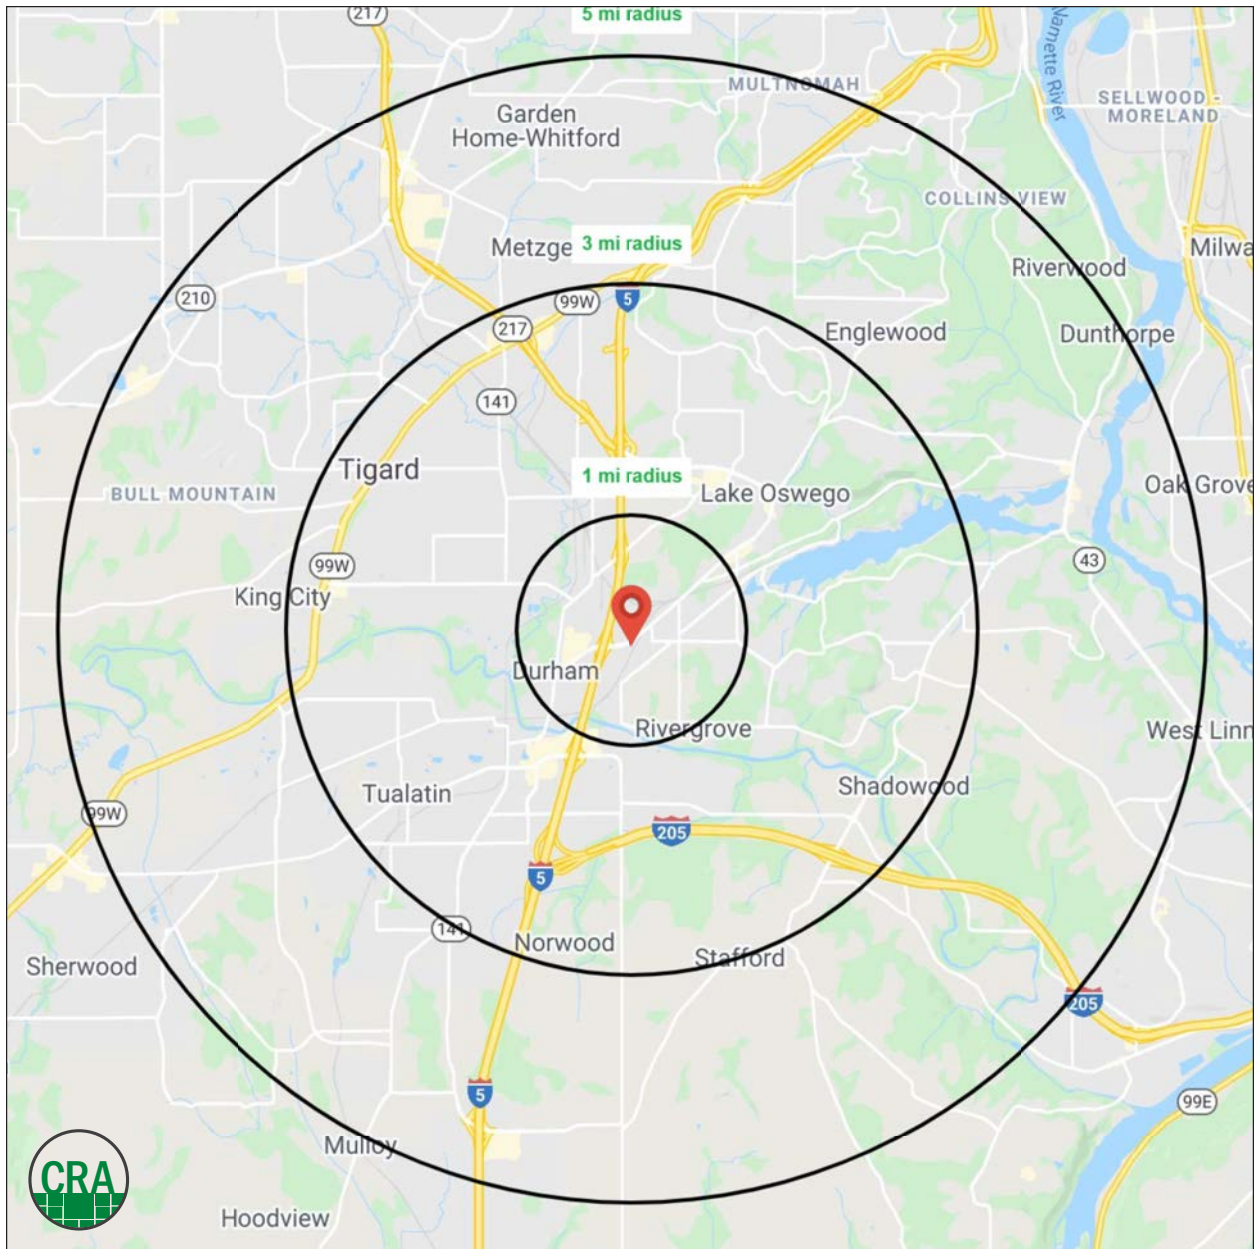 217
5 mi radius
MULTNOMAH
SELLWOOD -
MORELAND
Garden
Home-Whitford
COLLINS VIEW
Metzge
3 mi radius
Riverwood
Milwa
210
99W
5
217
Englewood
Dunthorpe
141
Tigard
1 mi radius
BULL MOUNTAIN
Lake Oswego
Oak Grove
99W
43
King City
Durham
Rivergrove
West Linn
Tualatin
Shadowood
99W
205
5
141
Norwood
Stafford
Sherwood
205
5
99E
Mulloy
CRA
Hoodview